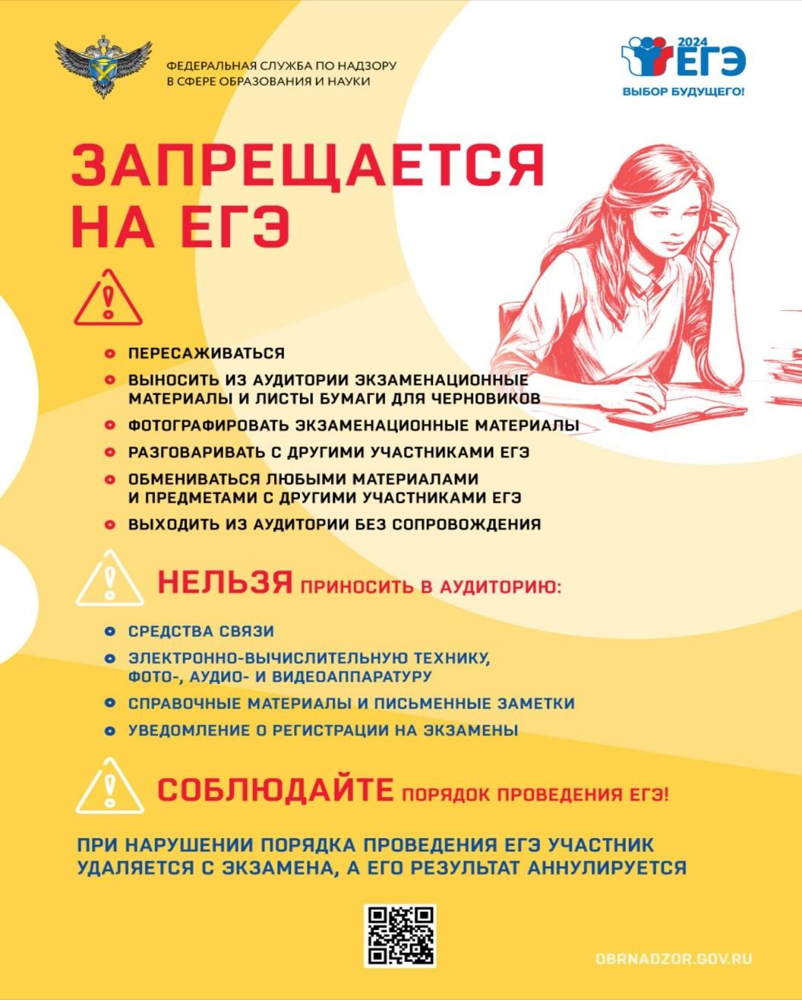 ФЕДЕРАЛЬНАЯ СЛУЖБА ПО НАДЗОРУ
В СФЕРЕ ОБРАЗОВАНИЯ И НАУКИ
2024
ЕГЭ
ВЫБОР БУДУЩЕГО!
ЗАПРЕЩАЕТСЯ
НА ЕГЭ
ПЕРЕСАЖИВАТЬСЯ
ВЫНОСИТЬ ИЗ АУДИТОРИИ ЭКЗАМЕНАЦИОННЫЕ
МАТЕРИАЛЫ И ЛИСТЫ БУМАГИ ДЛЯ ЧЕРНОВИКОВ
ФОТОГРАФИРОВАТЬ ЭКЗАМЕНАЦИОННЫЕ МАТЕРИАЛЫ
РАЗГОВАРИВАТЬ С ДРУГИМИ УЧАСТНИКАМИ ЕГЭ
ОБМЕНИВАТЬСЯ ЛЮБЫМИ МАТЕРИАЛАМИ
И ПРЕДМЕТАМИ С ДРУГИМИ УЧАСТНИКАМИ ЕГЭ
ВЫХОДИТЬ ИЗ АУДИТОРИИ БЕЗ СОПРОВОЖДЕНИЯ
НЕЛЬЗЯ ПРИНОСИТЬ В АУДИТОРИЮ:
СРЕДСТВА СВЯЗИ
ЭЛЕКТРОННО-ВЫЧИСЛИТЕЛЬНУЮ ТЕХНИКУ,
ФОТО-, АУДИО- И ВИДЕОАППАРАТУРУ
СПРАВОЧНЫЕ МАТЕРИАЛЫ И ПИСЬМЕННЫЕ ЗАМЕТКИ
УВЕДОМЛЕНИЕ О РЕГИСТРАЦИИ НА ЭКЗАМЕНЫ
СОБЛЮДАЙТЕ ПОРЯДОК ПРОВЕДЕНИЯ ЕГЭ!
ПРИ НАРУШЕНИИ ПОРЯДКА ПРОВЕДЕНИЯ ЕГЭ УЧАСТНИК
УДАЛЯЕТСЯ С ЭКЗАМЕНА, А ЕГО РЕЗУЛЬТАТ АННУЛИРУЕТСЯ
OBRNADZOR.GOV.RU